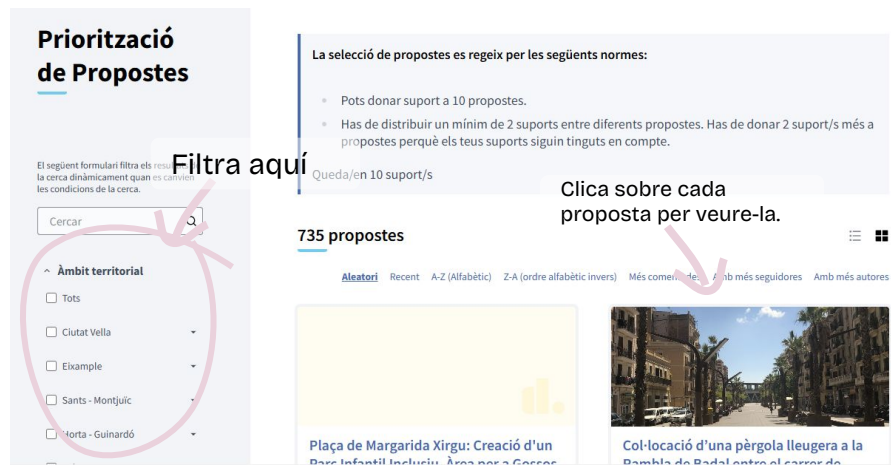 Priorització
de Propostes
El següent formulari filtra els
la cerca dinàmicament quan es canvien
les condicions de la cerca.
Filtra aquí
Cercar
Àmbit territorial
Tots
Ciutat Vella
Eixample
Sants - Montjuïc
Horta - Guinardó
La selecció de propostes es regeix per les següents normes:
Pots donar suport a 10 propostes.
Has de distribuir un mínim de 2 suports entre diferents propostes. Has de donar 2 suport/s més a
propostes perquè els teus suports siguin tinguts en compte.
Queda/en 10 suport/s
Clica sobre cada
proposta per veure-la.
735 propostes
Aleatori Recent A-Z (Alfabètic) Z-A (ordre alfabètic invers) Més Amb més seguidores Amb més autores
d.
Plaça de Margarida Xirgu: Creació d'un
Parc Infantil Inclusiu, Àrea per a Gossos
Col·locació d’una pèrgola lleugera a la
Rambla de Badal entre el carrer de